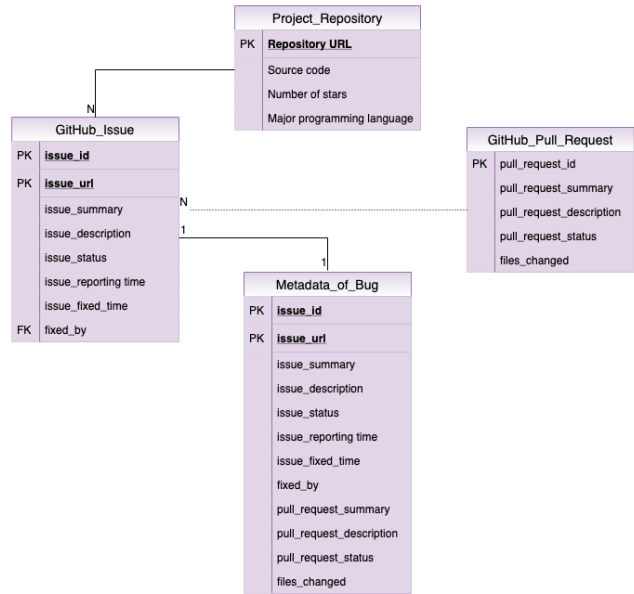 Project_Repository
PK Repository URL
Source code
Number of stars
Major programming language
N
GitHub_Issue
PK issue_id
PK issue_url
issue_summary
issue_description
issue_status
issue_reporting time
issue_fixed_time
FK fixed_by
N
1
1
GitHub_Pull_Request
PK pull_request_id
pull_request_summary
pull_request_description
pull_request_status
files_changed
Metadata_of_Bug
PK issue_id
PK issue_url
issue_summary
issue_description
issue_status
issue_reporting time
issue_fixed_time
fixed_by
pull_request_summary
pull_request_description
pull_request_status
files_changed